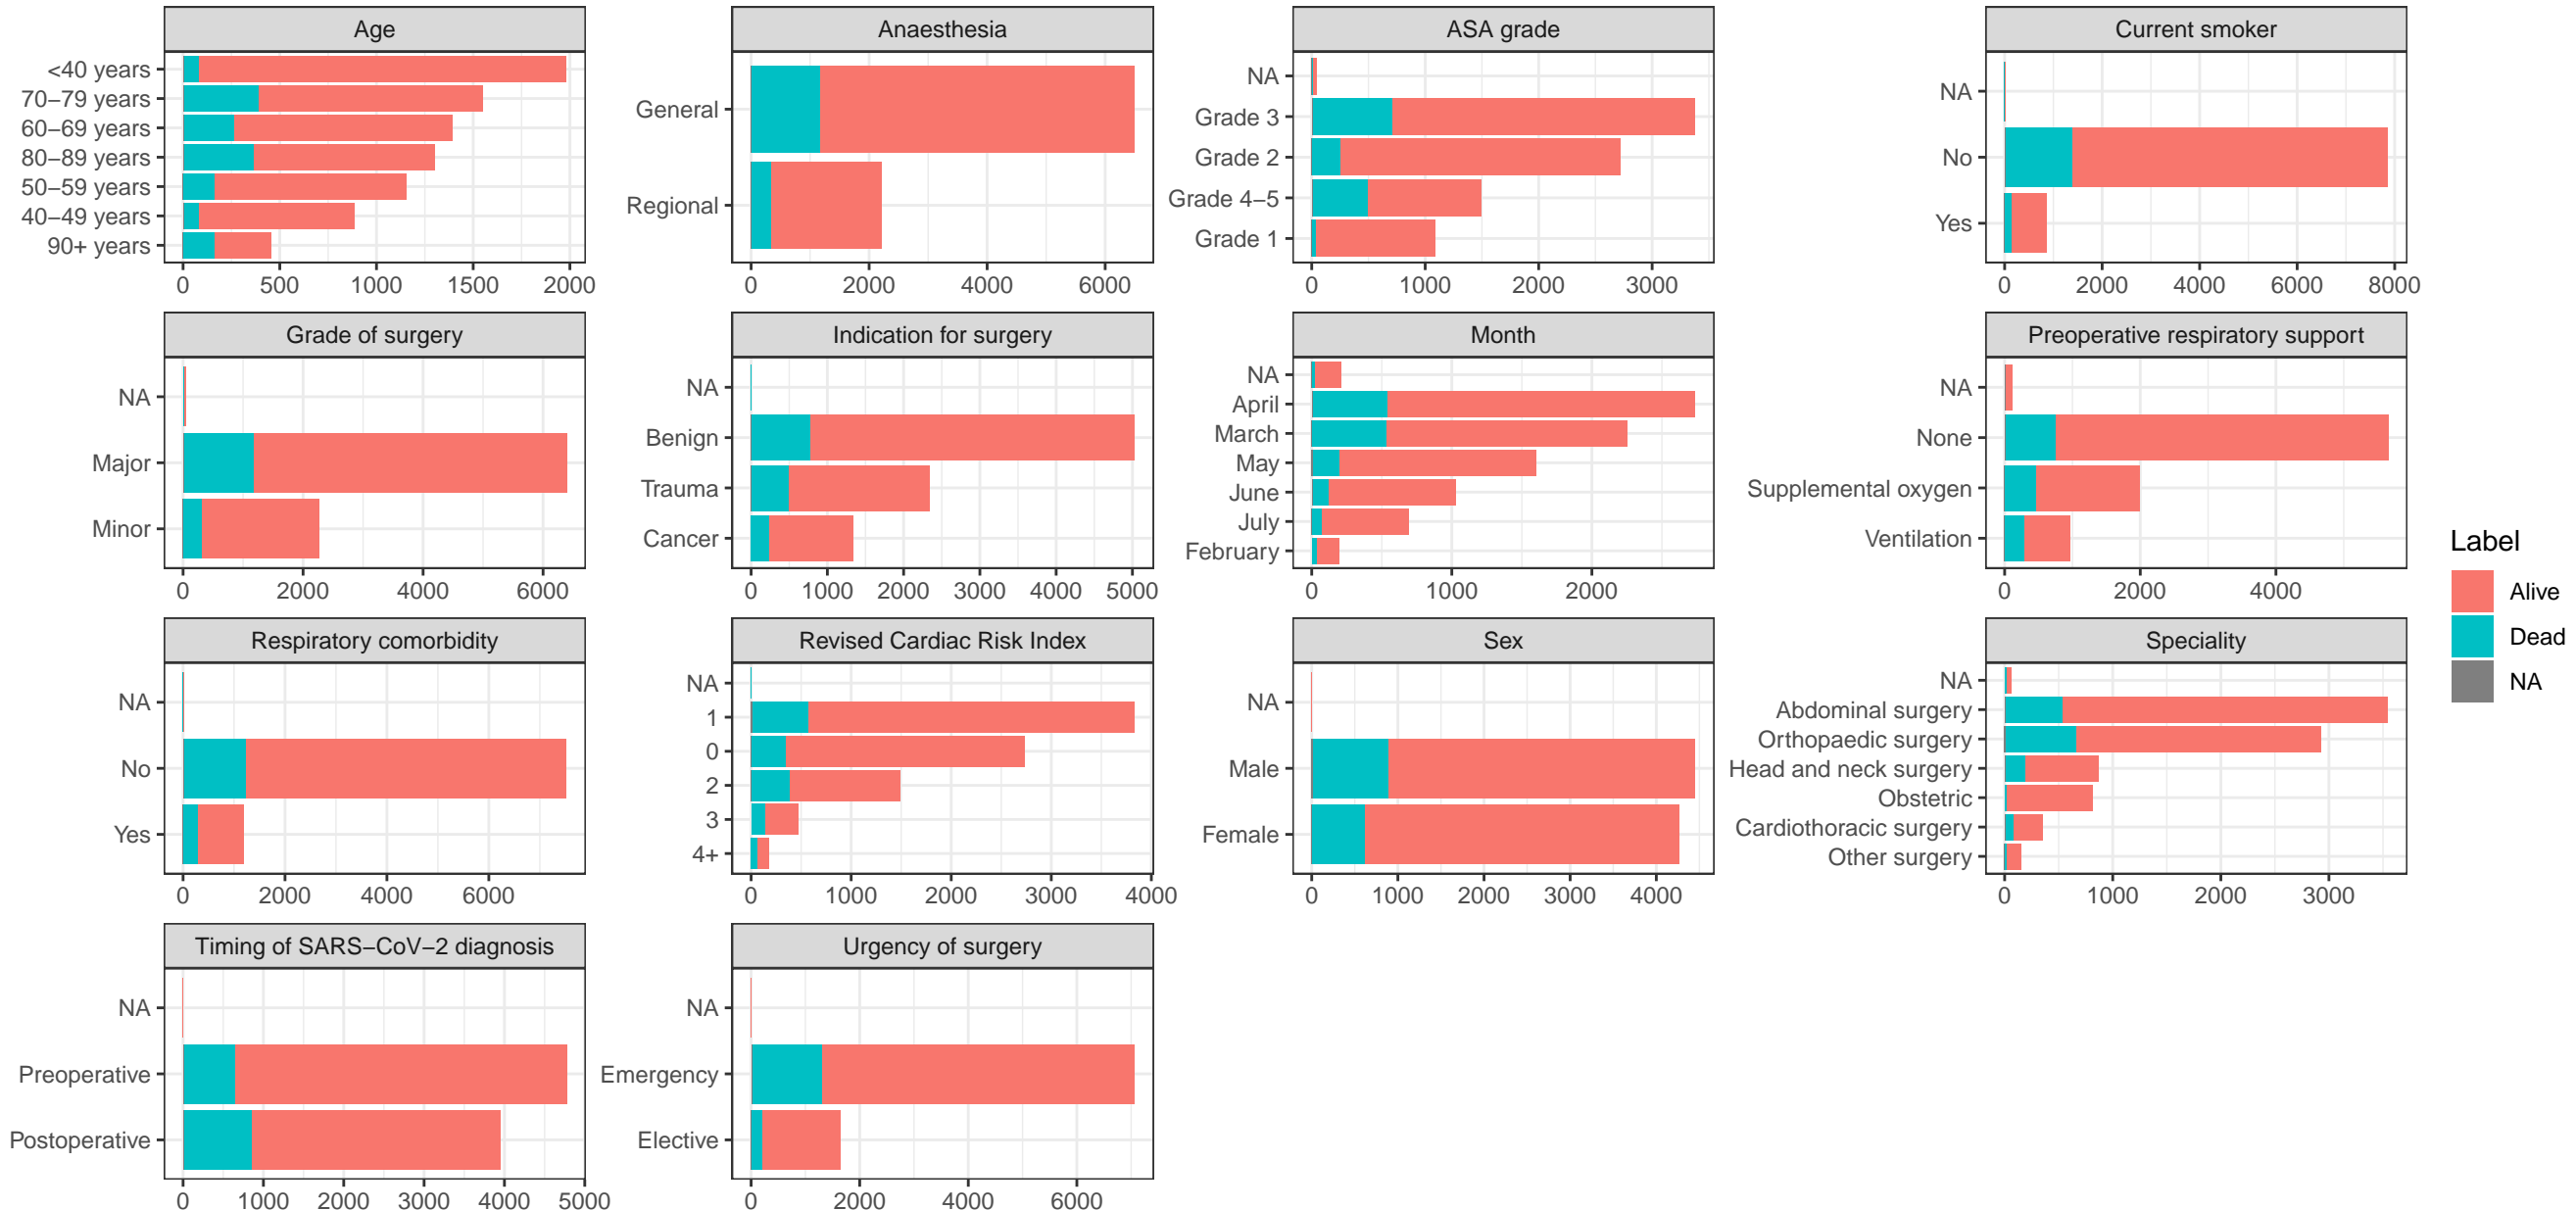 Age
<40 years
70−79 years
60−69 years
80−89 years
50−59 years
40−49 years
90+ years
0 500 1000 1500 2000
Anaesthesia
General
Regional
0 2000 4000 6000
ASA grade
NA
Grade 3
Grade 2
Grade 4−5
Grade 1
0 1000 2000 3000
Current smoker
NA
No
Yes
0 2000 4000 6000 8000
Grade of surgery
NA
Major
Minor
0 2000 4000 6000
Indication for surgery
NA
Benign
Trauma
Cancer
0 1000 2000 3000 4000 5000
Month
NA
April
March
May
June
July
February
0 1000 2000
Preoperative respiratory support
NA
None
Supplemental oxygen
Ventilation
0 2000 4000
Respiratory comorbidity
NA
No
Yes
0 2000 4000 6000
Revised Cardiac Risk Index
NA
1
0
2
3
4+
0 1000 2000 3000 4000
Sex
NA
Male
Female
0 1000 2000 3000 4000
Speciality
NA
Abdominal surgery
Orthopaedic surgery
Head and neck surgery
Obstetric
Cardiothoracic surgery
Other surgery
0 1000 2000 3000
Timing of SARS−CoV−2 diagnosis
NA
Preoperative
Postoperative
0 1000 2000 3000 4000 5000
Urgency of surgery
NA
Emergency
Elective
0 2000 4000 6000
Label
Alive
Dead
NA